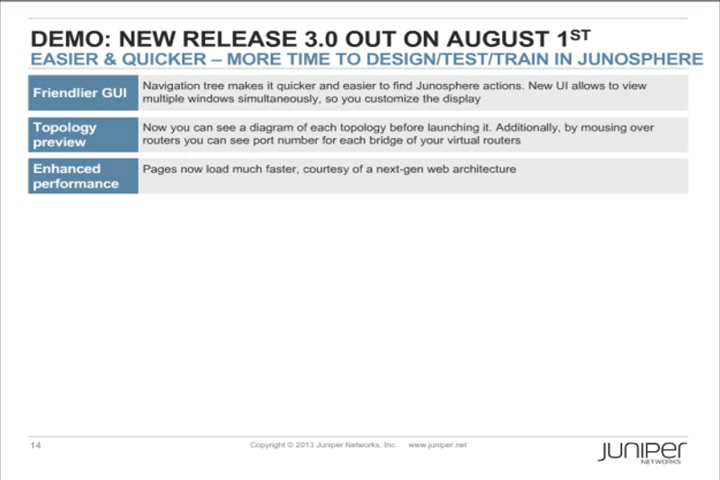 DEMO: NEW RELEASE 3.0 OUT ON AUGUST 1ST
EASIER & QUICKER – MORE TIME TO DESIGN/TEST/TRAIN IN JUNOSPHERE
Friendlier GUI
Navigation tree makes it quicker and easier to find Junosphere actions. New UI allows to view
multiple windows simultaneously, so you customize the display
Topology
preview
Now you can see a diagram of each topology before launching it. Additionally, by mousing over
routers you can see port number for each bridge of your virtual routers
Enhanced
performance
Pages now load much faster, courtesy of a next-gen web architecture
14
Copyright © 2013 Juniper Networks, Inc. www.juniper.net
JUNIPER
NETWORKS